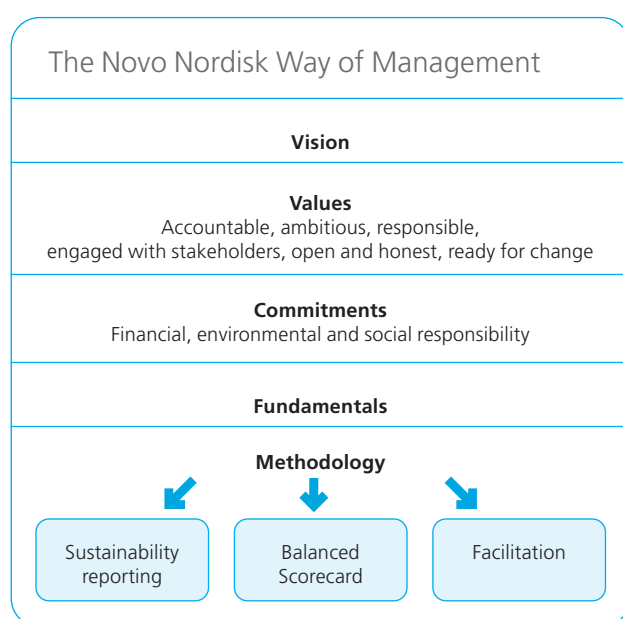 The Novo Nordisk Way of Management
Vision
Values
Accountable, ambitious, responsible,
engaged with stakeholders, open and honest, ready for change
Commitments
Financial, environmental and social responsibility
Fundamentals
Methodology
Sustainability
reporting
Balanced
Scorecard
Facilitation